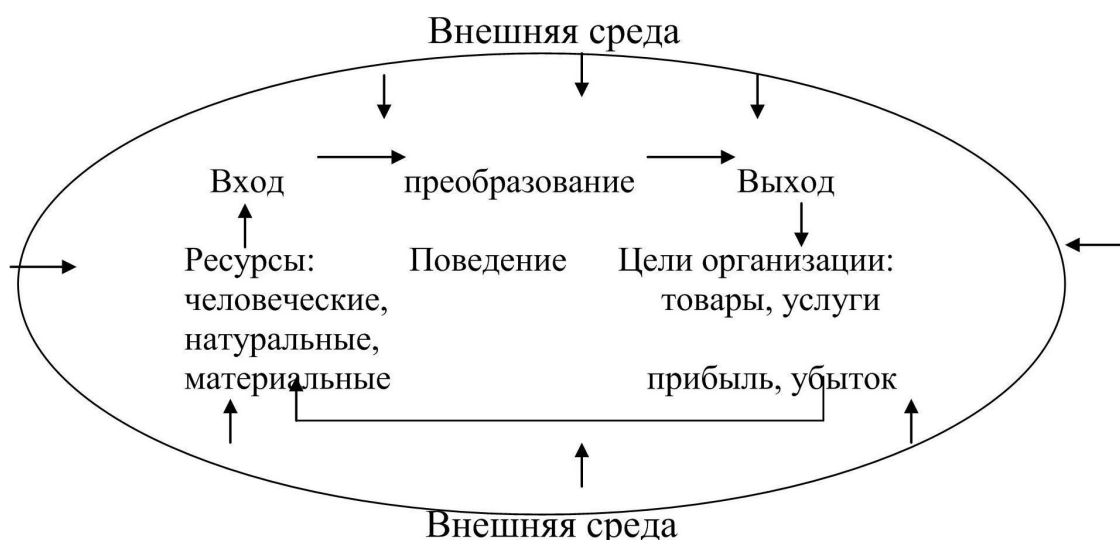 Внешняя среда
Вход преобразование Выход
Ресурсы: Поведение Цели организации:
человеческие, товары, услуги
натуральные,
материальные прибыль, убыток
Внешняя среда